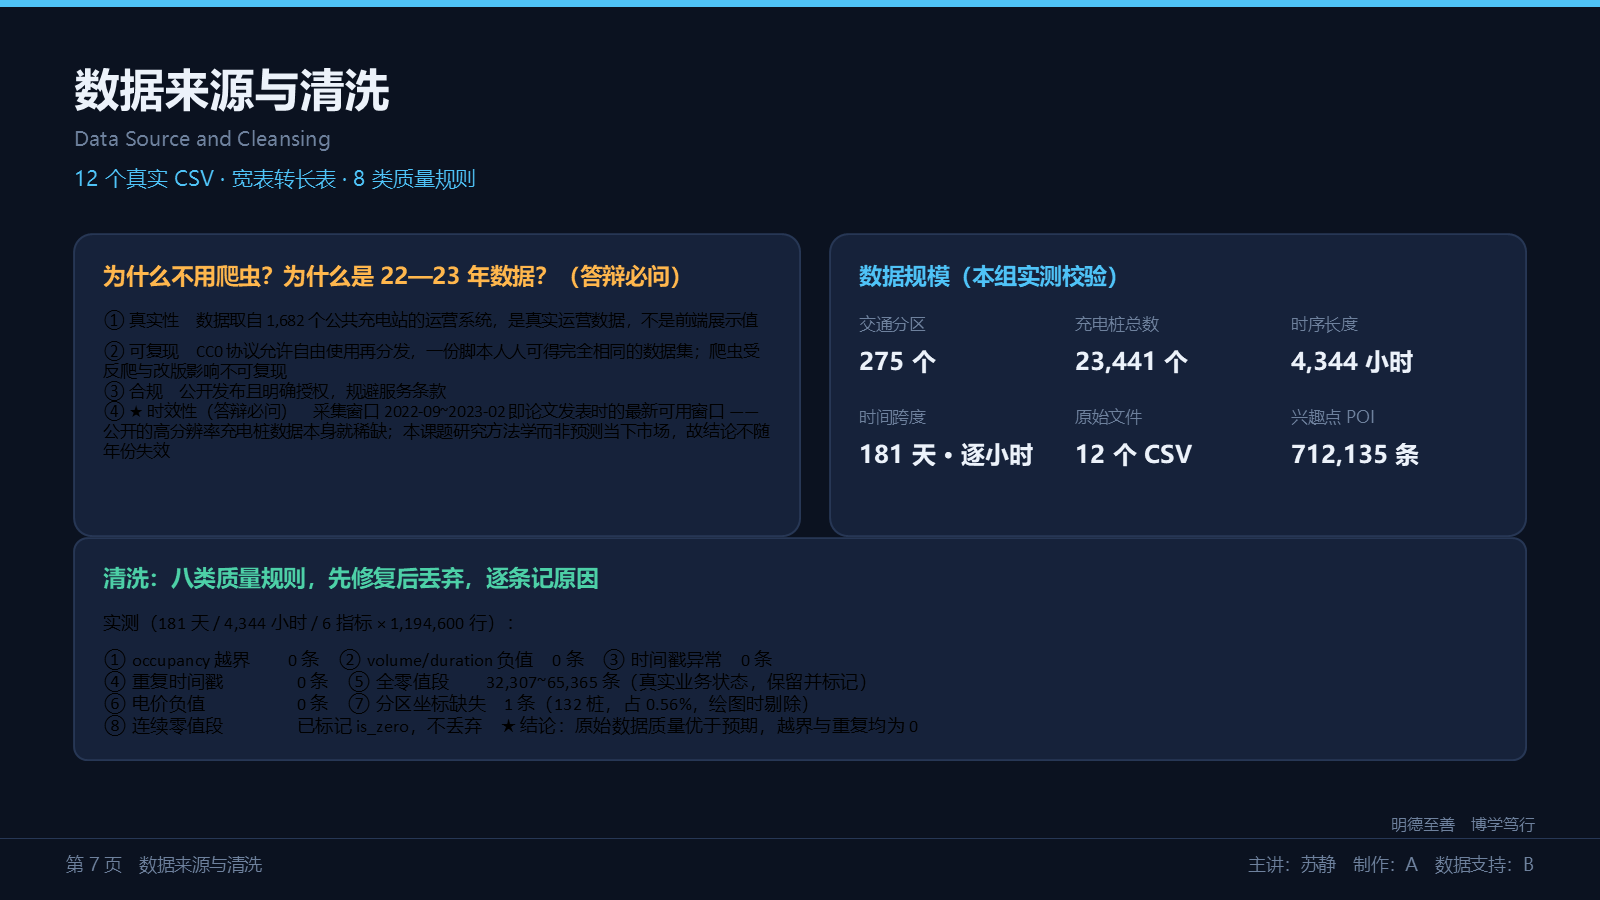 数据来源与清洗
Data Source and Cleansing
12 个真实 CSV · 宽表转长表 · 8 类质量规则
为什么不用爬虫？为什么是 22—23 年数据？（答辩必问）
① 真实性　数据取自 1,682 个公共充电站的运营系统，是真实运营数据，不是前端展示值
② 可复现　CC0 协议允许自由使用再分发，一份脚本人人可得完全相同的数据集；爬虫受
反爬与改版影响不可复现
③ 合规　公开发布且明确授权，规避服务条款
④ ★ 时效性（答辩必问）　采集窗口 2022-09~2023-02 即论文发表时的最新可用窗口 ——
公开的高分辨率充电桩数据本身就稀缺；本课题研究方法学而非预测当下市场，故结论不随
年份失效
数据规模（本组实测校验）
交通分区　充电桩总数　时序长度
275 个　23,441 个　4,344 小时
时间跨度　原始文件　兴趣点 POI
181 天 · 逐小时　12 个 CSV　712,135 条
清洗：八类质量规则，先修复后丢弃，逐条记原因
实测（181 天 / 4,344 小时 / 6 指标 × 1,194,600 行）：
① occupancy 越界　0 条　② volume/duration 负值　0 条　③ 时间戳异常　0 条
④ 重复时间戳　0 条　⑤ 全零值段　32,307~65,365 条（真实业务状态，保留并标记）
⑥ 电价负值　0 条　⑦ 分区坐标缺失　1 条（132 桩，占 0.56%，绘图时剔除）
⑧ 连续零值段　已标记 is_zero，不丢弃　★ 结论：原始数据质量优于预期，越界与重复均为 0
明德至善　博学笃行
第 7 页　数据来源与清洗
主讲：苏静　制作：A　数据支持：B